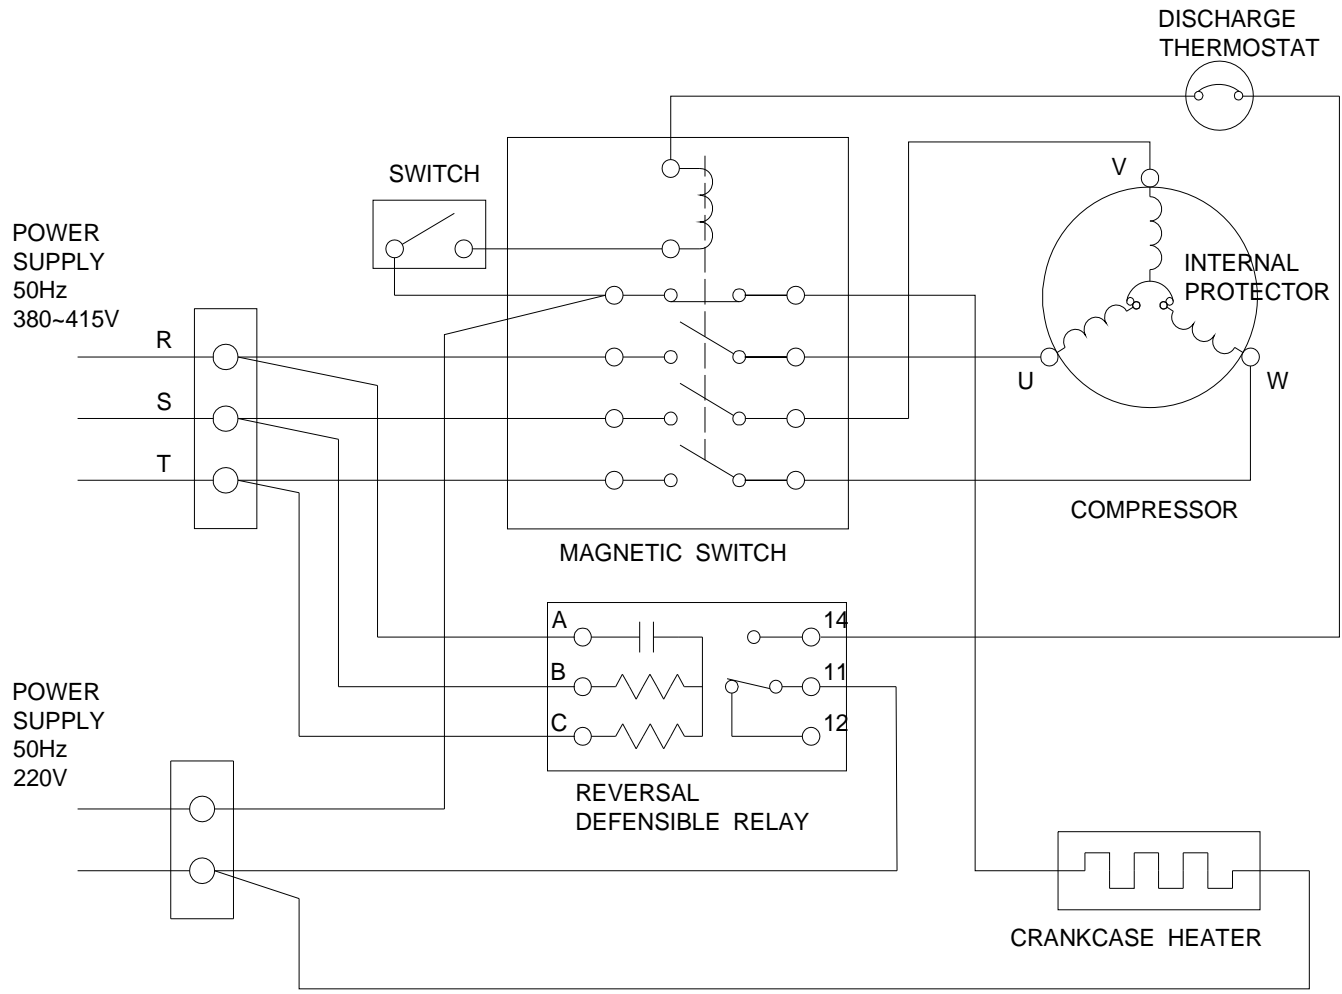 DISCHARGE
THERMOSTAT
SWITCH
V
POWER
SUPPLY
50Hz
380~415V
INTERNAL
PROTECTOR
R
U
W
S
T
COMPRESSOR
MAGNETIC SWITCH
A
14
B
11
C
12
POWER
SUPPLY
50Hz
220V
REVERSAL
DEFENSIBLE RELAY
CRANKCASE HEATER